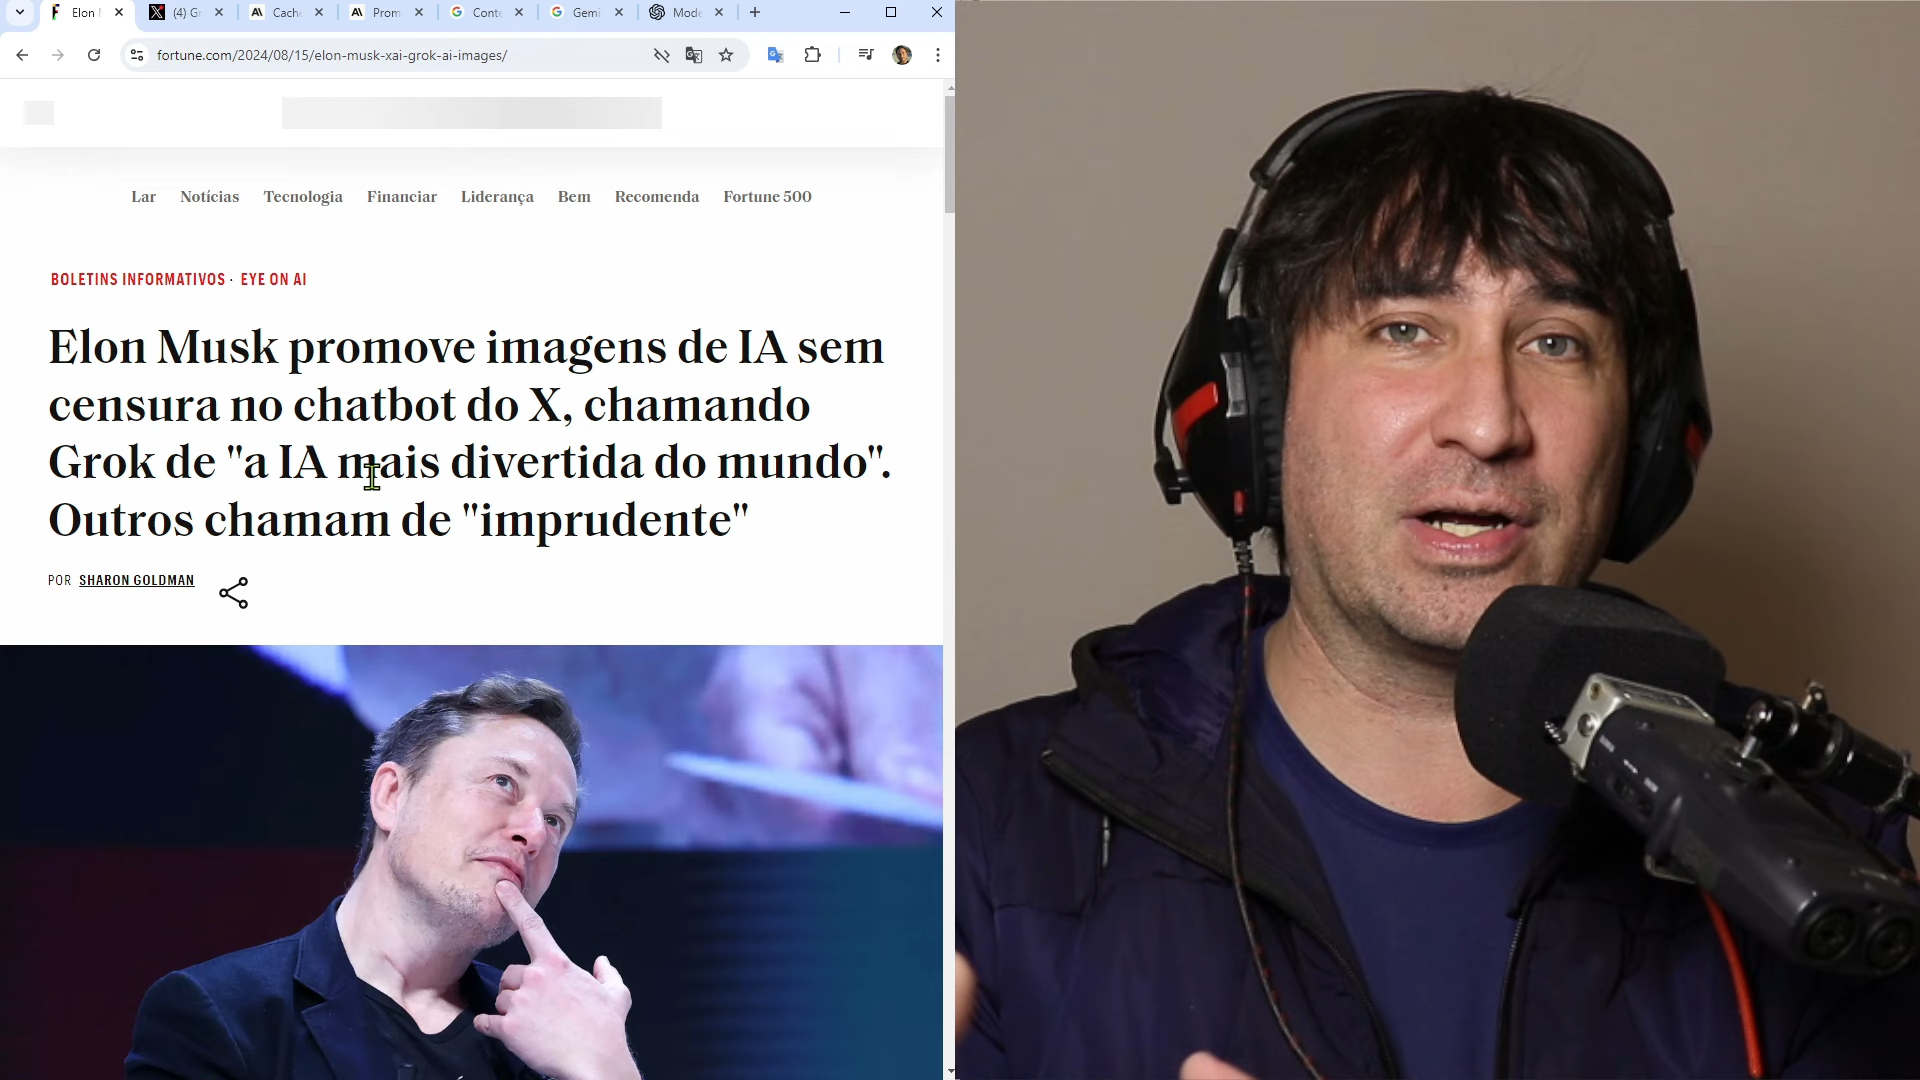 Elon
(4) Gr
Cache
Prom
Conte
Gemi
Mode
fortune.com/2024/08/15/elon-musk-xai-grok-ai-images/
Lar Notícias Tecnologia Financiar Liderança Bem Recomenda Fortune 500
BOLETINS INFORMATIVOS · EYE ON AI
Elon Musk promove imagens de IA sem
censura no chatbot do X, chamando
Grok de "a IA mais divertida do mundo".
Outros chamam de "imprudente"
POR SHARON GOLDMAN